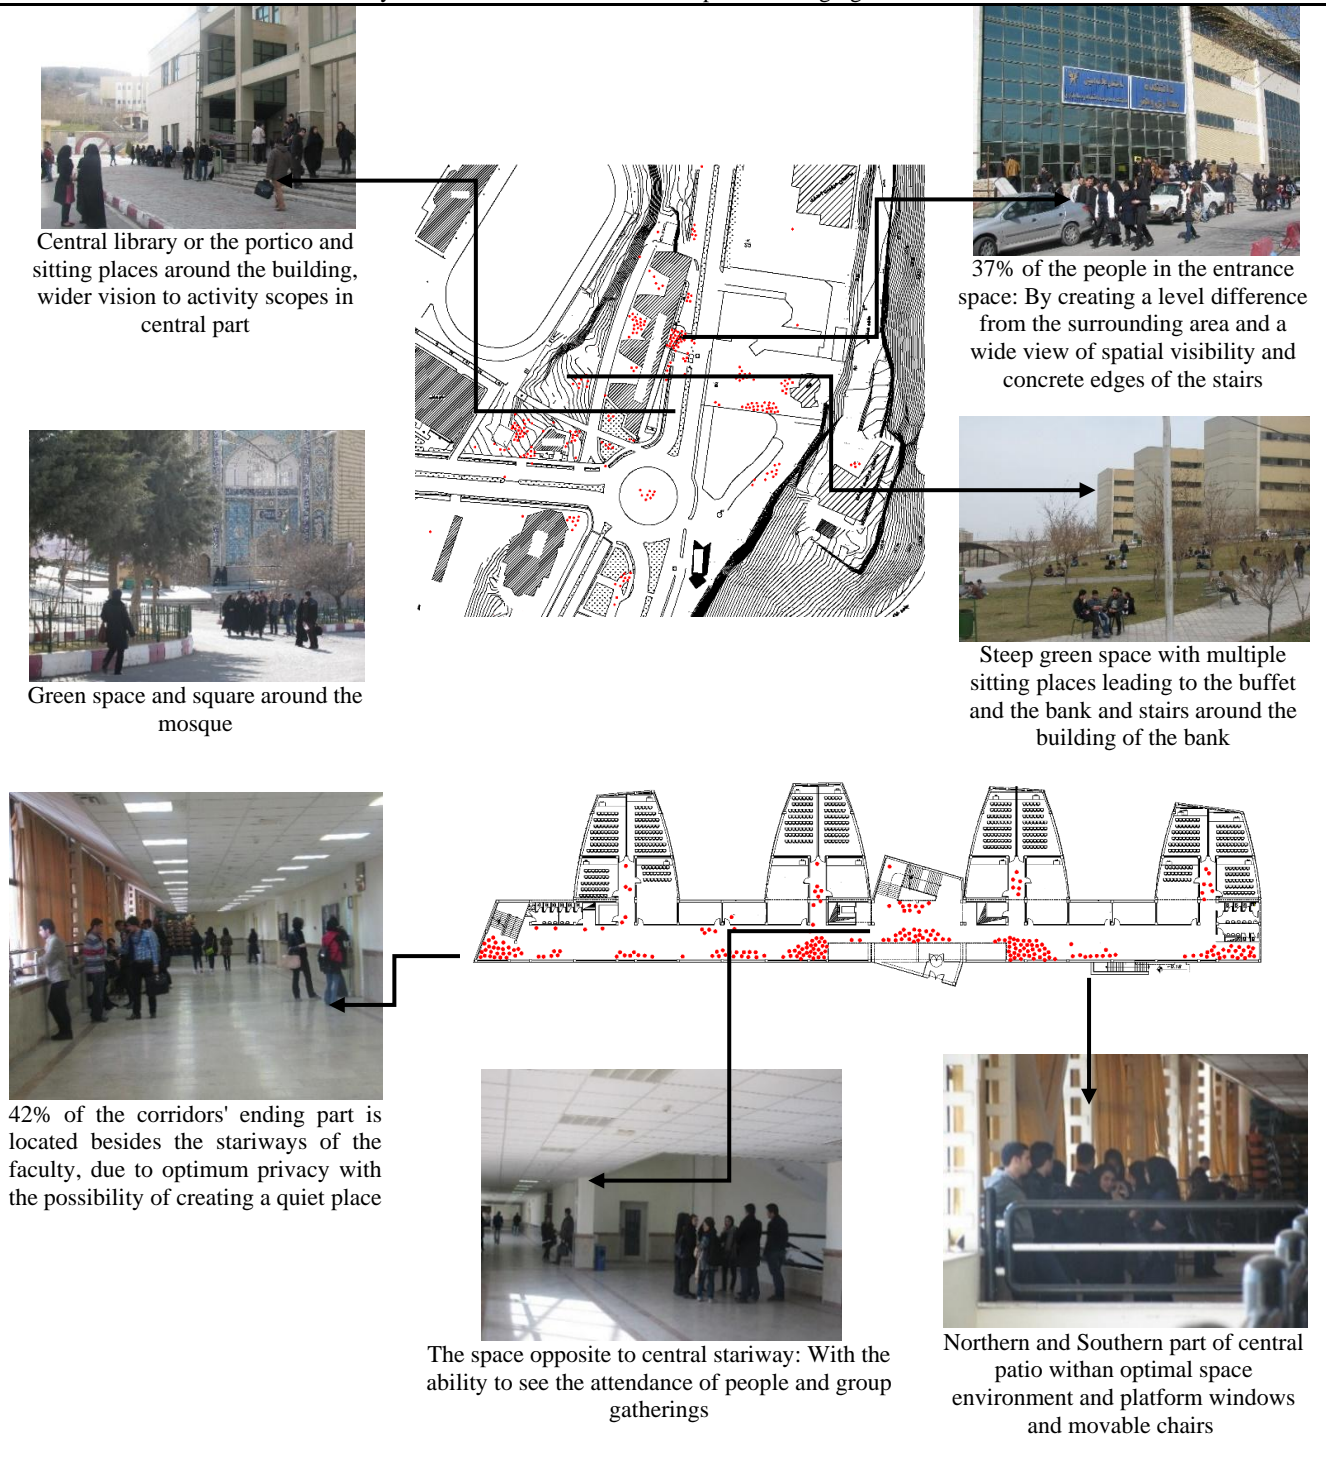 Central library or the portico and
sitting places around the building,
wider vision to activity scopes in
central part
37% of the people in the entrance
space: By creating a level difference
from the surrounding area and a
wide view of spatial visibility and
concrete edges of the stairs
Green space and square around the
mosque
Steep green space with multiple
sitting places leading to the buffet
and the bank and stairs around the
building of the bank
42% of the corridors' ending part is
located besides the stariways of the
faculty, due to optimum privacy with
the possibility of creating a quiet place
The space opposite to central stariway: With the
ability to see the attendance of people and group
gatherings
Northern and Southern part of central
patio withan optimal space
environment and platform windows
and movable chairs